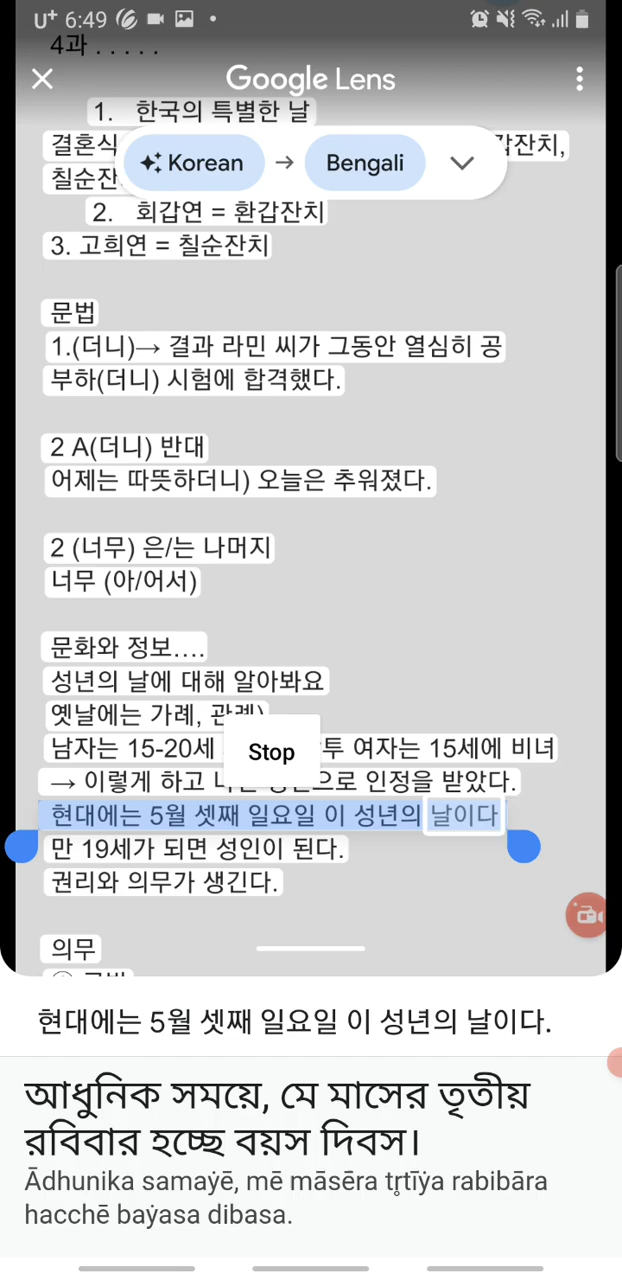 U+ 6:49
4과 . . . . .
Google Lens
1. 한국의 특별한 날
결혼식
잔치,
Korean → Bengali
칠순잔
2. 회갑연 = 환갑잔치
3. 고희연 = 칠순잔치
문법
1.(더니)→ 결과 라민 씨가 그동안 열심히 공
부하(더니) 시험에 합격했다.
2 A(더니) 반대
어제는 따뜻하더니) 오늘은 추워졌다.
2 (너무) 은/는 나머지
너무 (아/어서)
문화와 정보....
성년의 날에 대해 알아봐요
옛날에는 가례, 관례)
남자는 15-20세 투 여자는 15세에 비녀
Stop
→ 이렇게 하고 으로 인정을 받았다.
현대에는 5월 셋째 일요일 이 성년의 날이다
만 19세가 되면 성인이 된다.
권리와 의무가 생긴다.
의무
현대에는 5월 셋째 일요일 이 성년의 날이다.
আধুনিক সময়ে, মে মাসের তৃতীয়
রবিবার হচ্ছে বয়স দিবস।
Ādhunika samaẏē, mē māsēra tr̥tīẏa rabibāra
hacchē baẏasa dibasa.